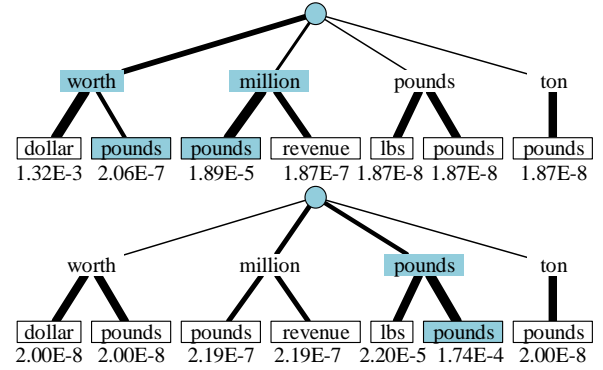 worth million pounds ton
dollar pounds pounds revenue lbs pounds pounds
1.32E-3 2.06E-7 1.89E-5 1.87E-7 1.87E-8 1.87E-8 1.87E-8
worth million pounds ton
dollar pounds pounds revenue lbs pounds pounds
2.00E-8 2.00E-8 2.19E-7 2.19E-7 2.20E-5 1.74E-4 2.00E-8